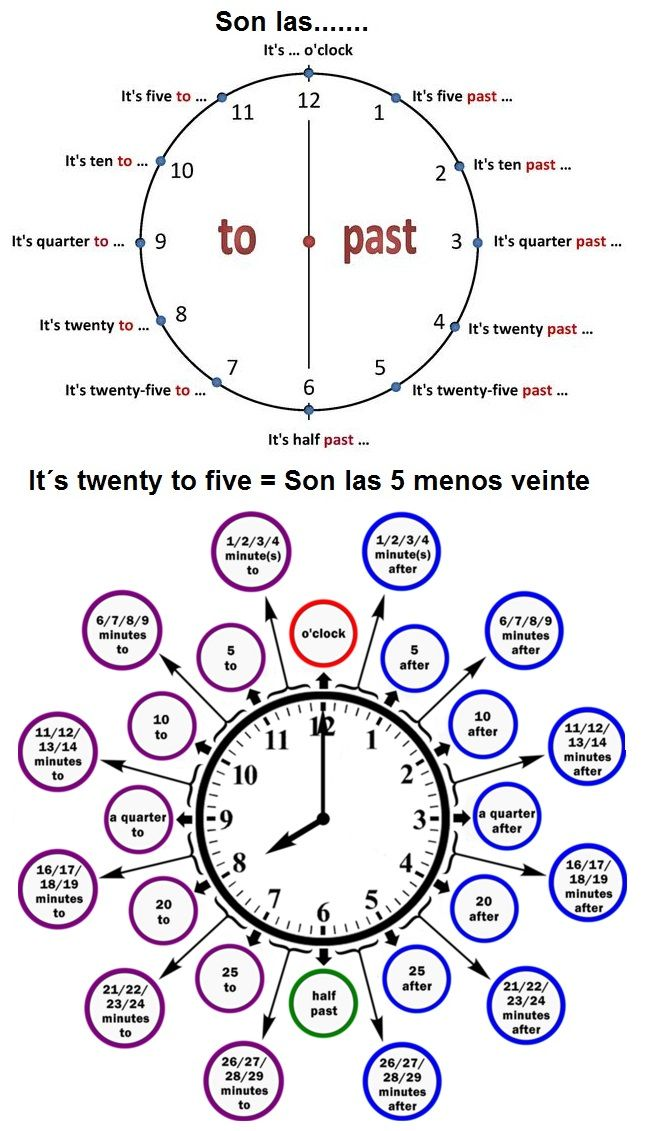 Son las.......
It's ... o'clock
It's five to ...
It's five past ...
11
12
1
It's ten to ...
It's ten past ...
10
2
It's quarter to ...
9
to
past
3
It's quarter past ...
8
4
It's twenty to ...
It's twenty past ...
7
5
It's twenty-five to ...
6
It's twenty-five past ...
It's half past ...
It´s twenty to five = Son las 5 menos veinte
1/2/3/4
minute(s)
to
1/2/3/4
minute(s)
after
6/7/8/9
minutes
to
5
to
o'clock
5
after
6/7/8/9
minutes
after
11/12/
13/14
minutes
to
10
to
10
after
11/12/
13/14
minutes
after
11
12
1
10
2
a quarter
to
9
3
a quarter
after
8
4
7
6
5
16/17/
18/19
minutes
to
20
to
20
after
16/17/
18/19
minutes
after
21/22/
23/24
minutes
to
25
to
half
past
25
after
21/22/
23/24
minutes
after
26/27/
28/29
minutes
to
26/27/
28/29
minutes
after